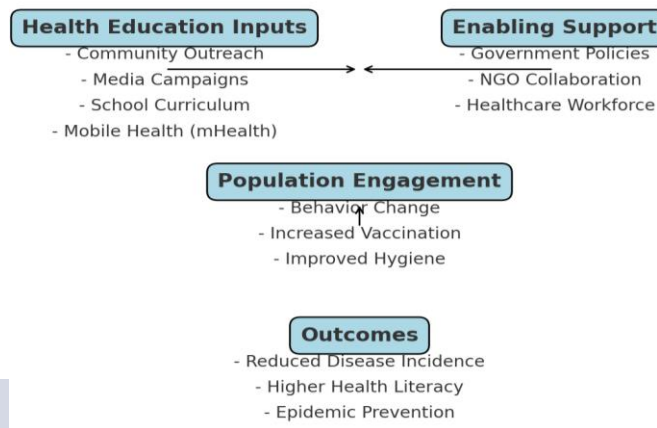 Health Education Inputs
- Community Outreach
- Media Campaigns
- School Curriculum
- Mobile Health (mHealth)
Enabling Support
- Government Policies
- NGO Collaboration
- Healthcare Workforce
Population Engagement
- Behavior Change
- Increased Vaccination
- Improved Hygiene
Outcomes
- Reduced Disease Incidence
- Higher Health Literacy
- Epidemic Prevention